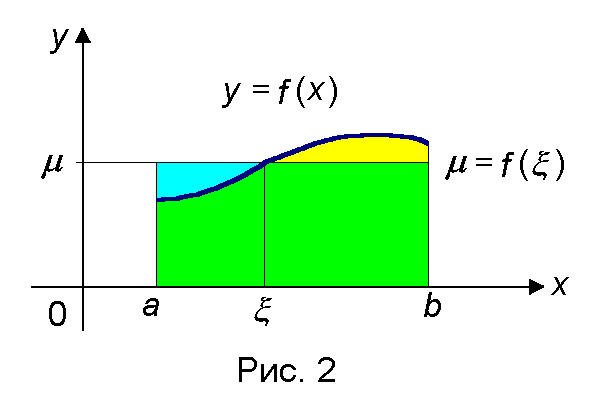 y
y = f(x)
μ
μ = f(ξ)
x
0
a
ξ
b
Рис. 2